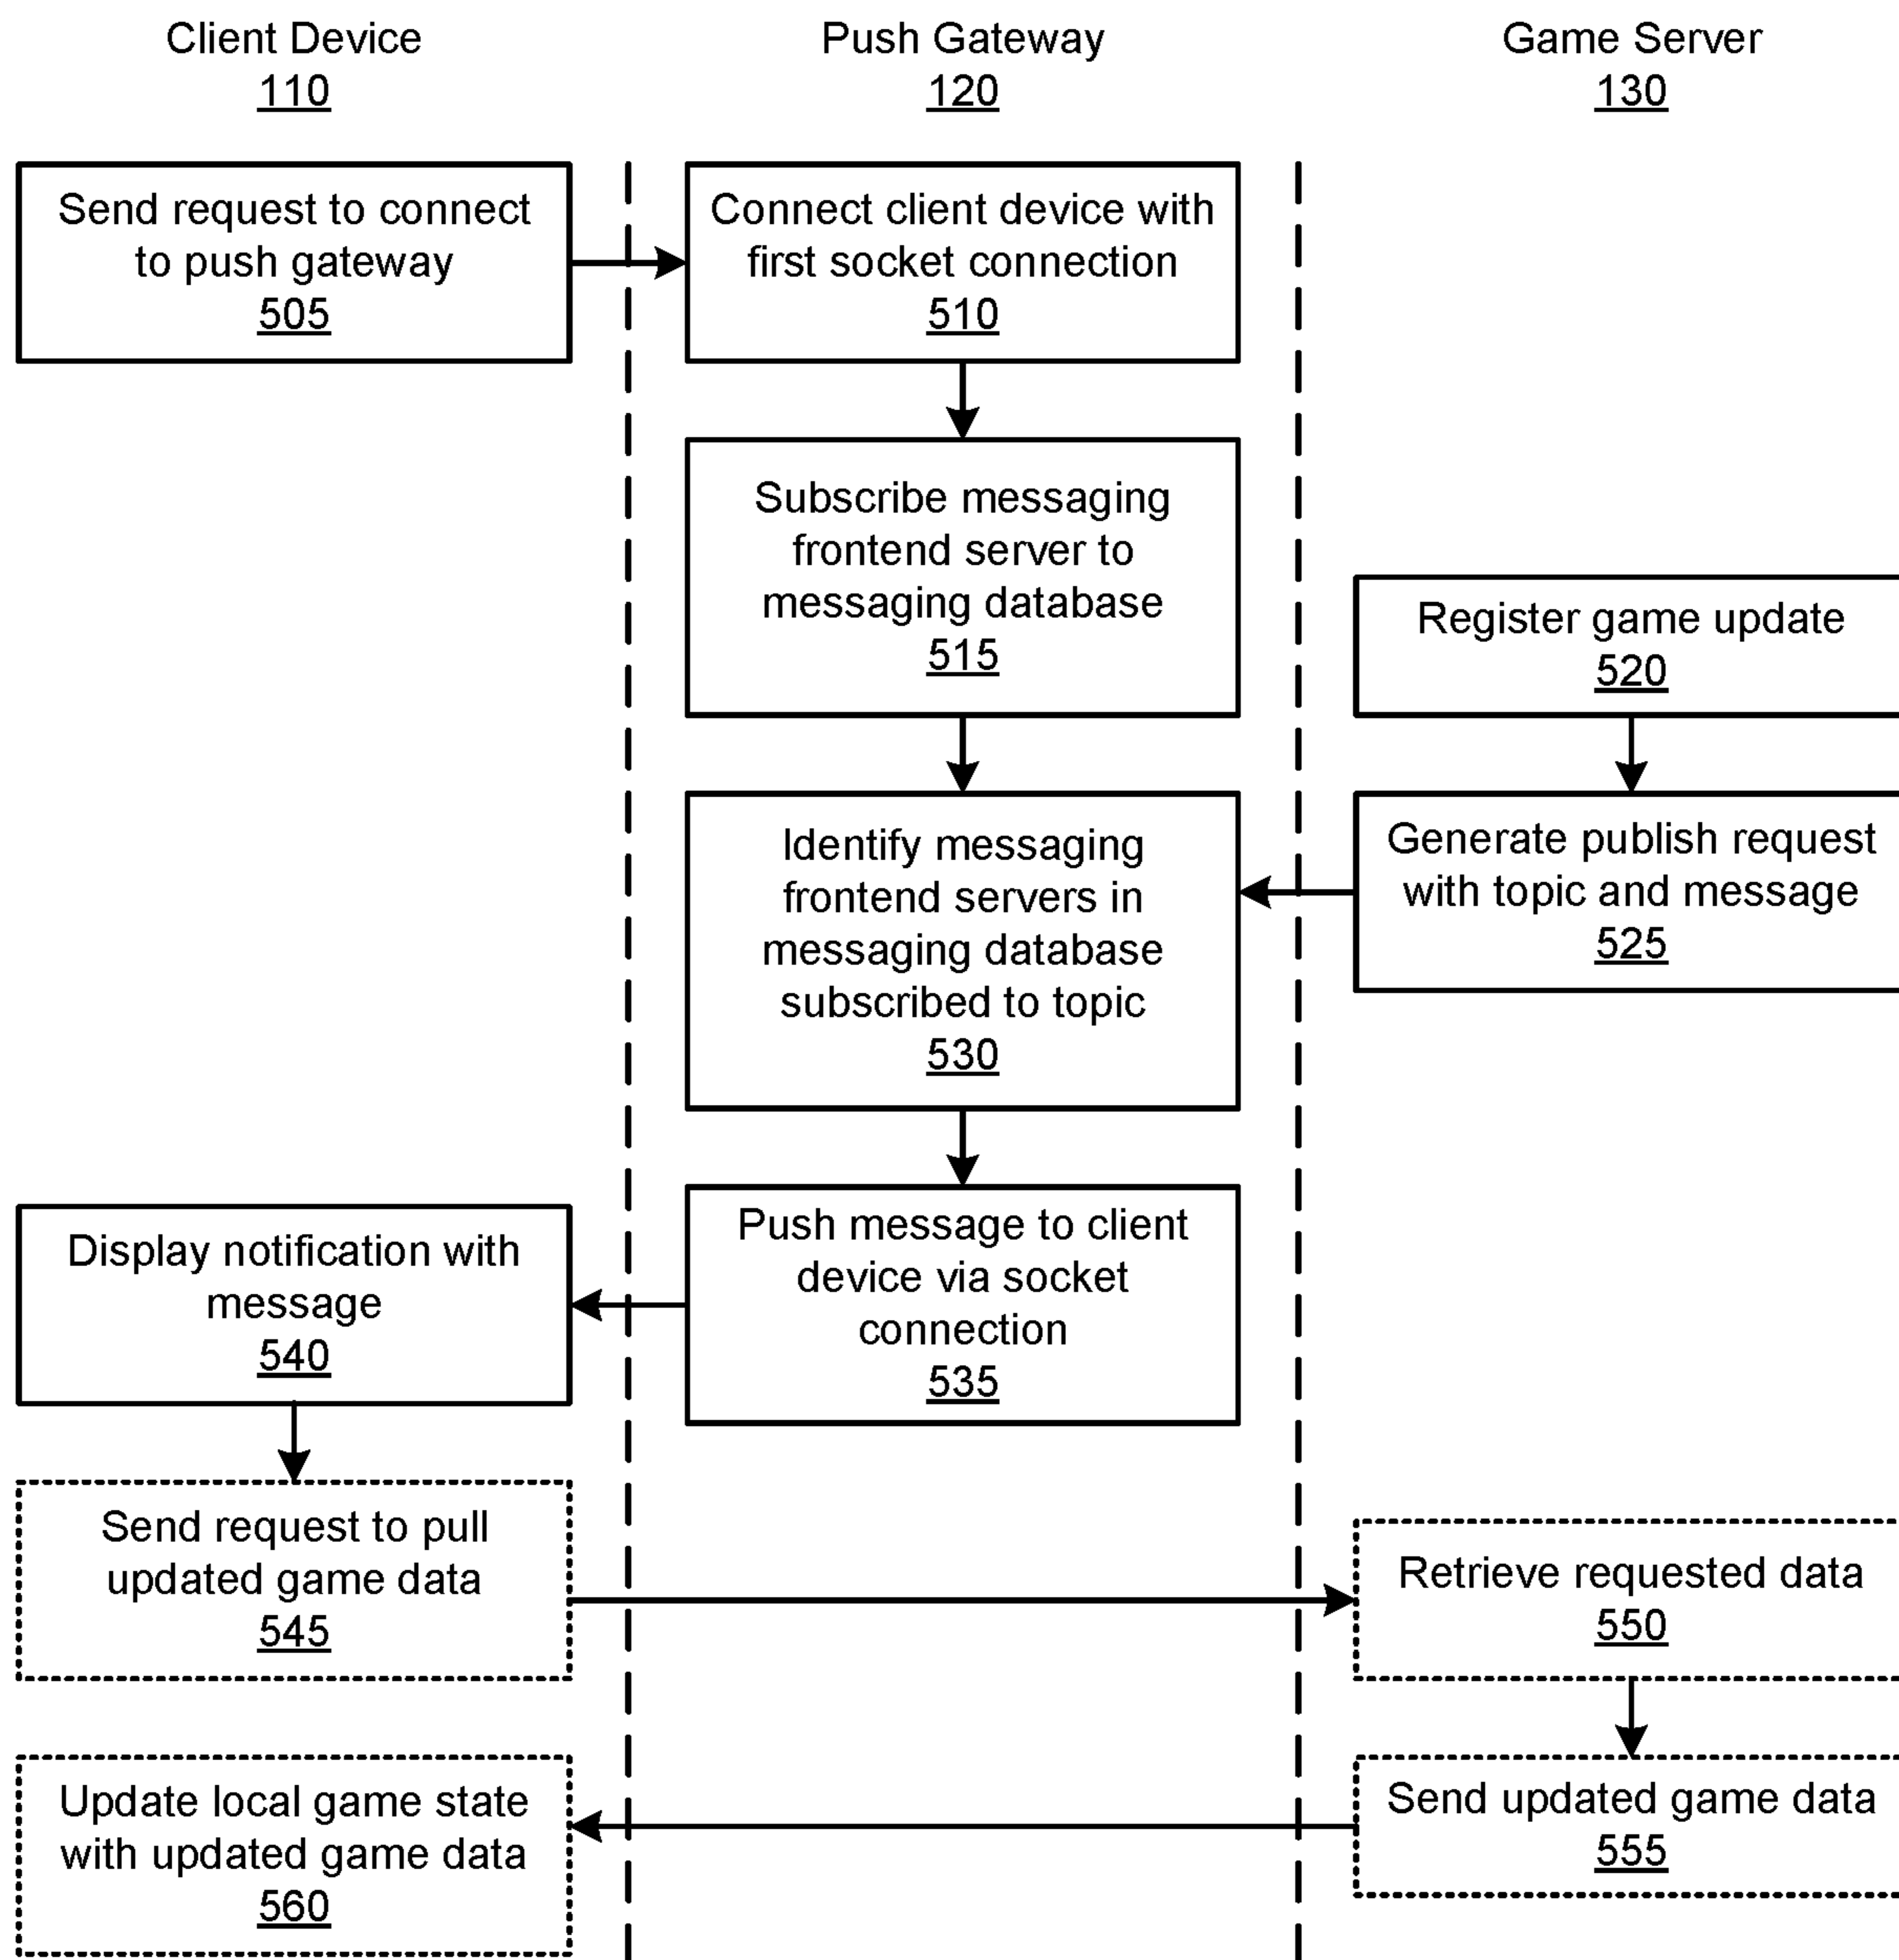 Client Device
110
Push Gateway
120
Game Server
130
Send request to connect
to push gateway
505
Connect client device with
first socket connection
510
Subscribe messaging
frontend server to
messaging database
515
Register game update
520
Generate publish request
with topic and message
525
Identify messaging
frontend servers in
messaging database
subscribed to topic
530
Push message to client
device via socket
connection
535
Display notification with
message
540
Send request to pull
updated game data
545
Retrieve requested data
550
Send updated game data
555
Update local game state
with updated game data
560